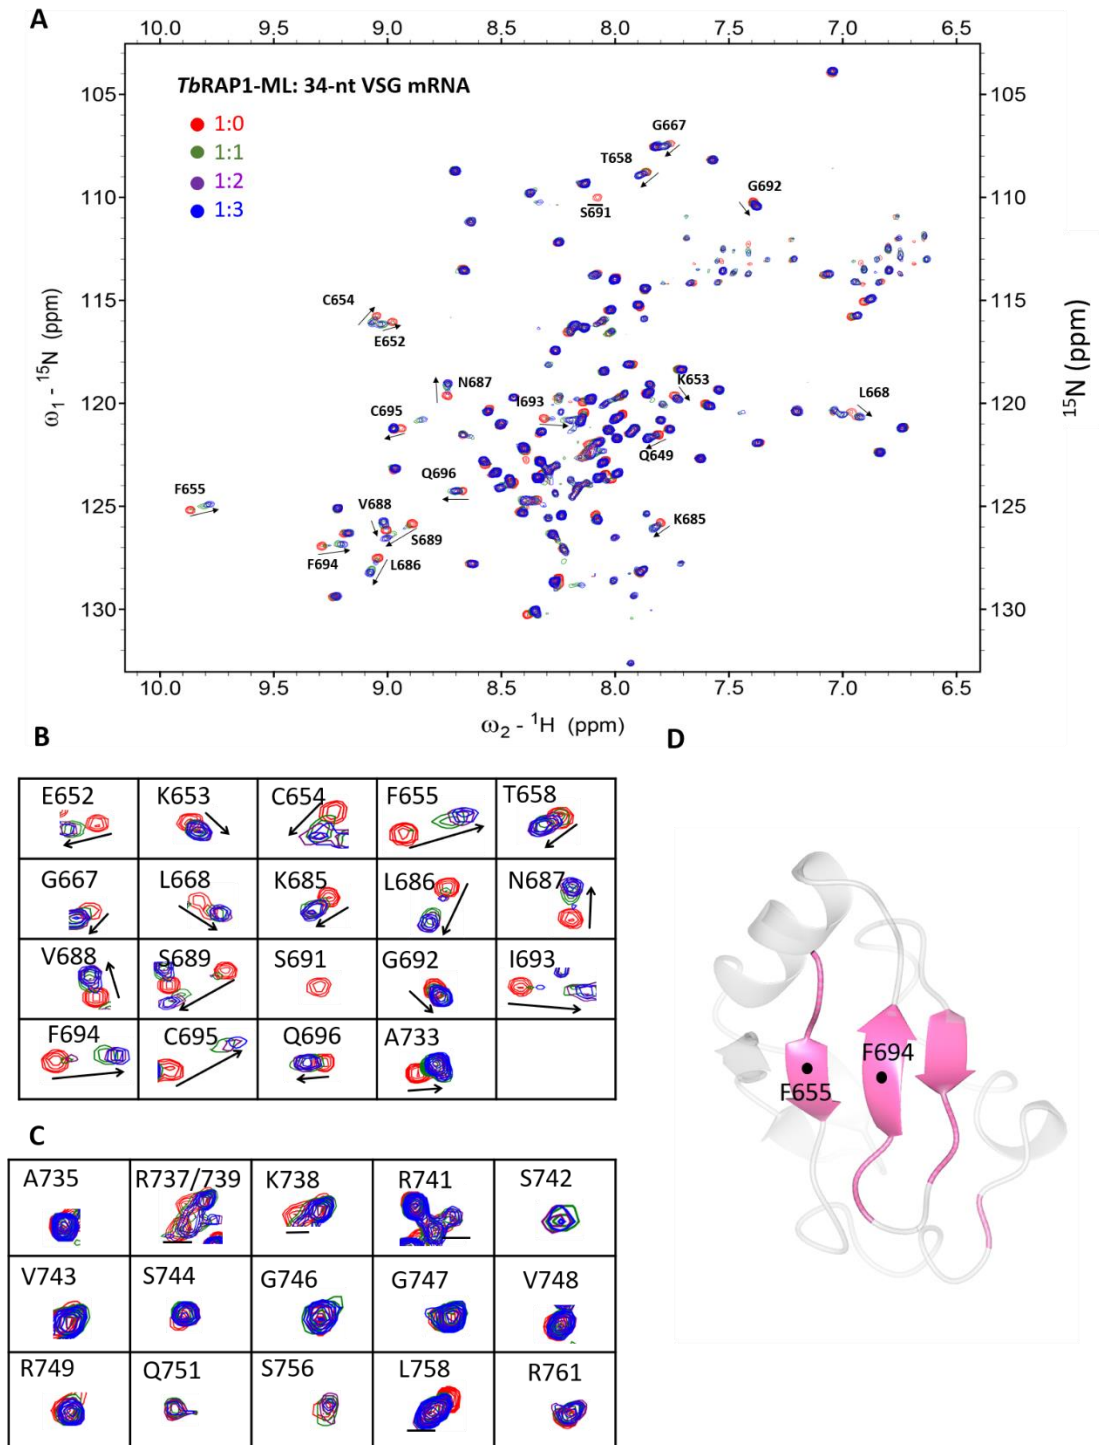 A
10.0 9.5 9.0 8.5 8.0 7.5 7.0 6.5
TbRAP1-ML: 34-nt VSG mRNA
1:0
1:1
1:2
1:3
105
110
115
120
125
130
105
110
115
120
125
130
ω1 - 15N (ppm)
15N (ppm)
G667
T658
S691
G692
C654
E652
N687
K653
I693
L668
C695
Q649
Q696
F655
V688
K685
S689
F694
L686
10.0 9.5 9.0 8.5 8.0 7.5 7.0 6.5
ω2 - 1H (ppm)
B
E652 K653 C654 F655 T658
G667 L668 K685 L686 N687
V688 S689 S691 G692 I693
F694 C695 Q696 A733
C
A735 R737/739 K738 R741 S742
V743 S744 G746 G747 V748
R749 Q751 S756 L758 R761
D
F694
F655